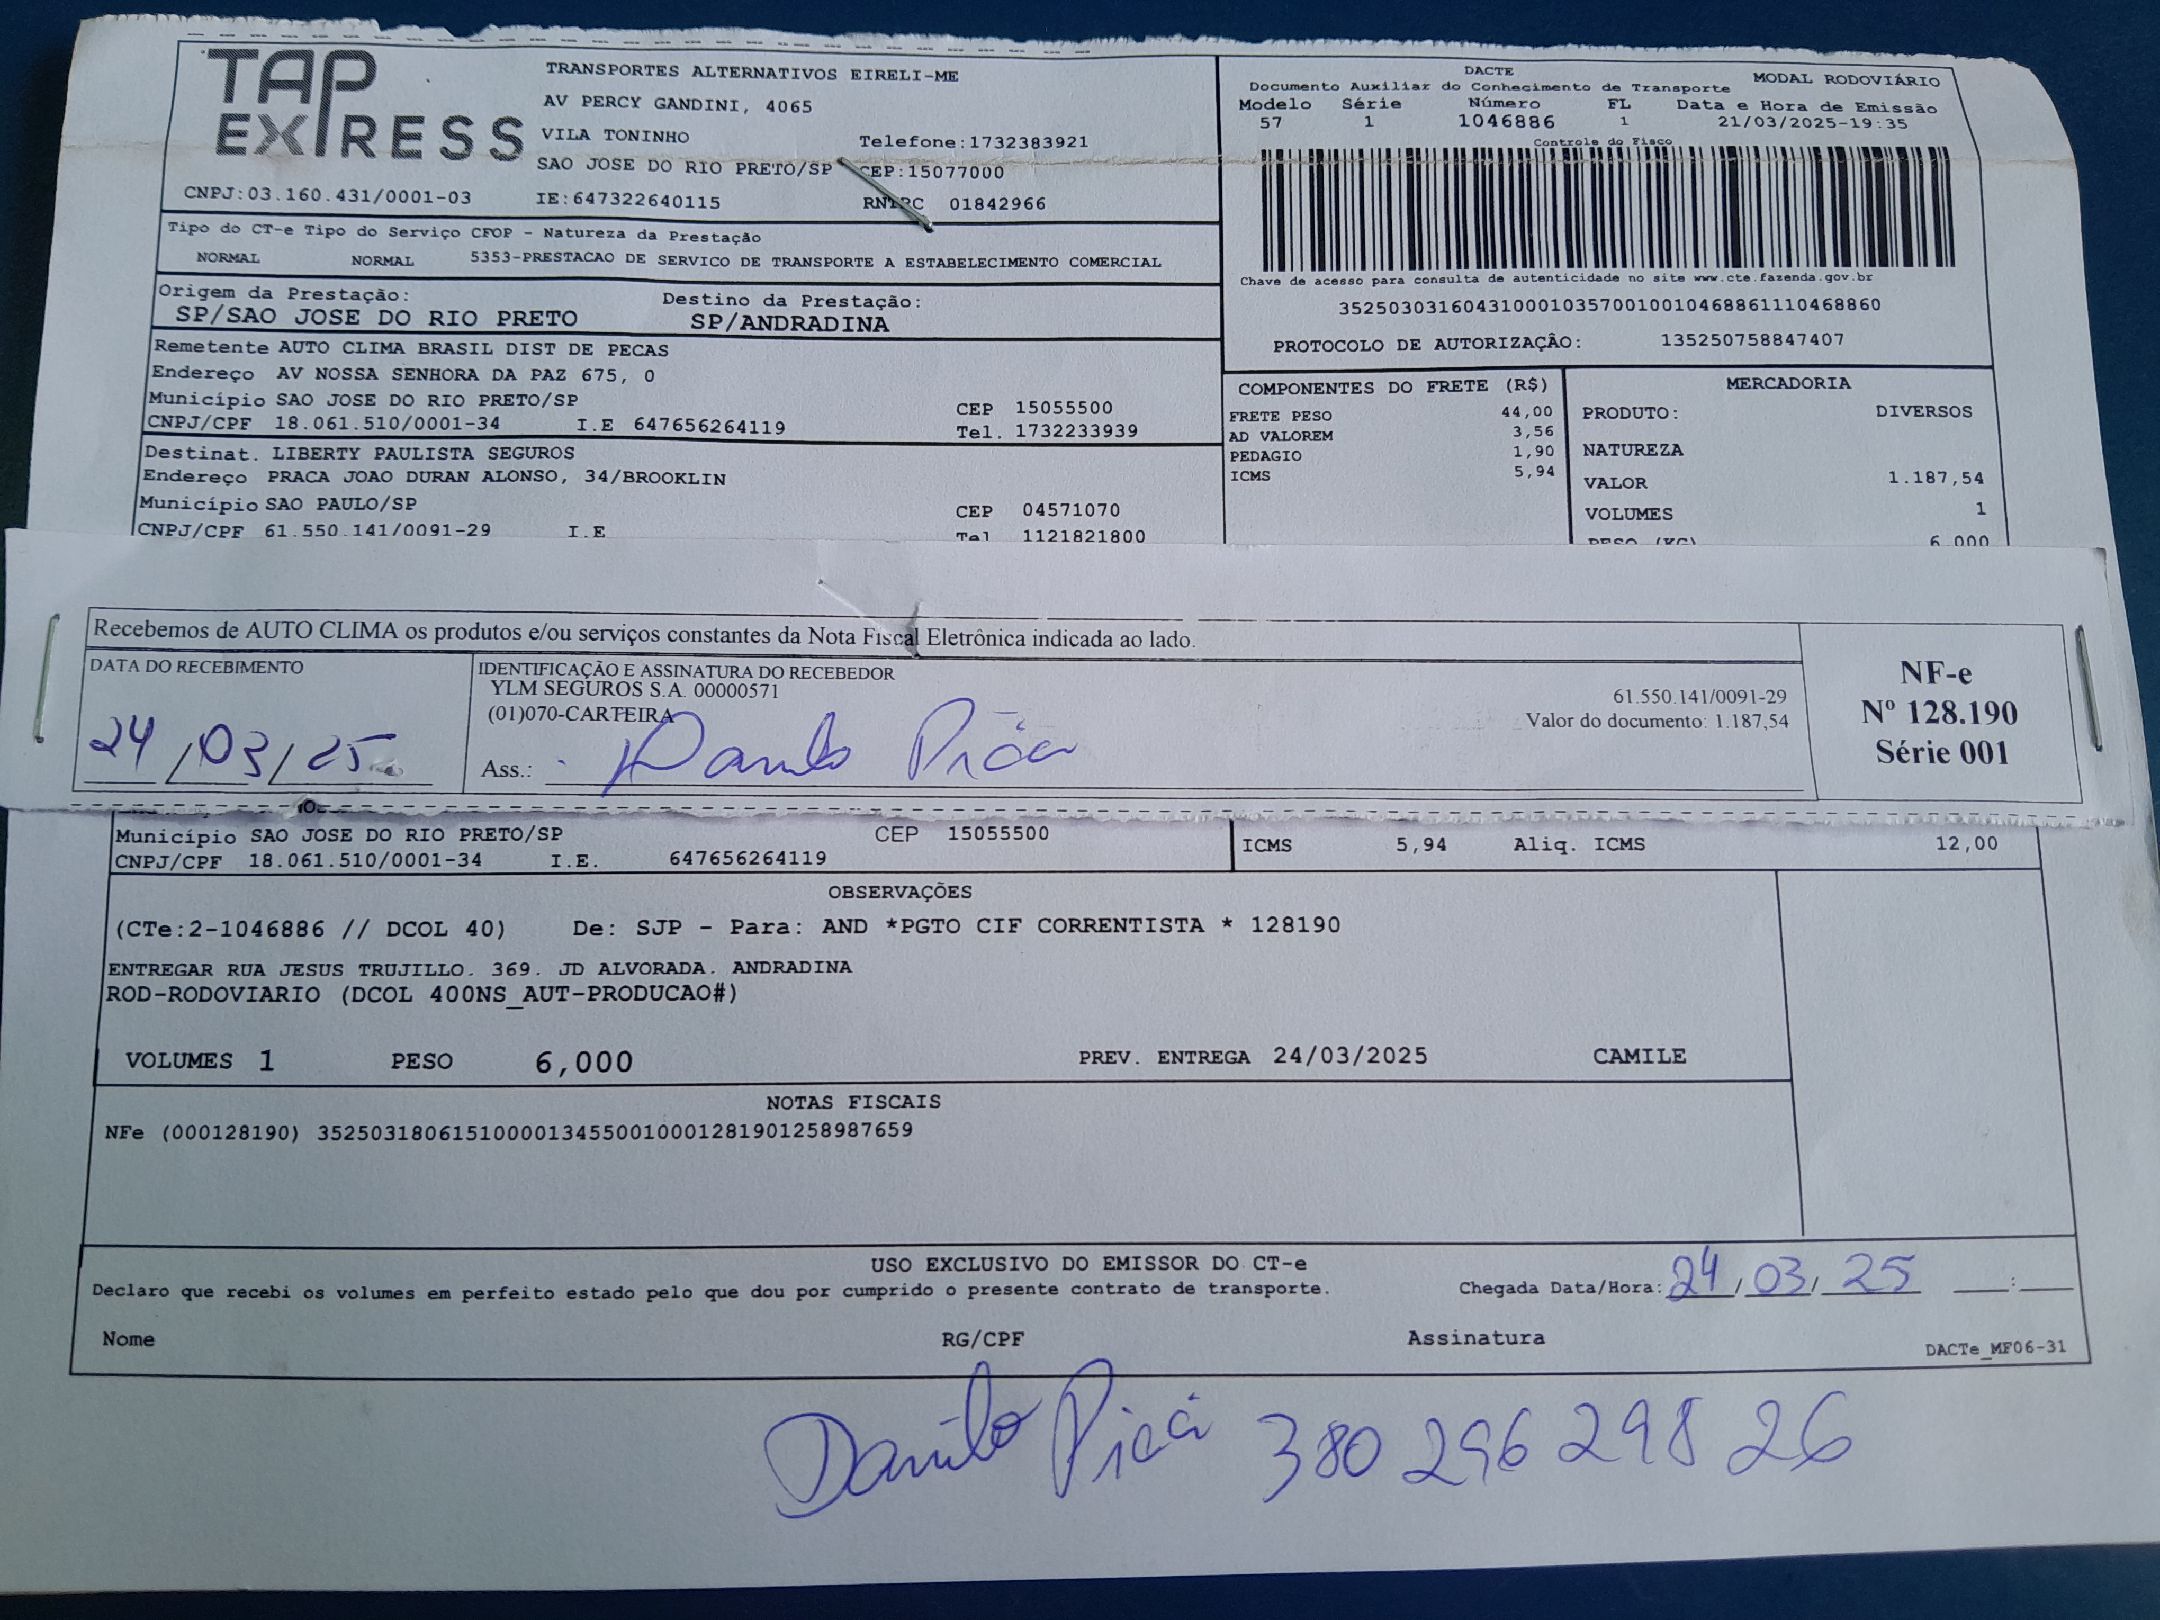 TAP EXPRESS
TRANSPORTES ALTERNATIVOS EIRELI-ME
AV PERCY GANDINI, 4065
VILA TONINHO Telefone:1732383921
SAO JOSE DO RIO PRETO/SP CEP:15077000
CNPJ:03.160.431/0001-03 IE:647322640115 RNTRC 01842966
DACTE MODAL RODOVIÁRIO
Documento Auxiliar do Conhecimento de Transporte
Modelo Série Número FL Data e Hora de Emissão
57 1 1046886 1 21/03/2025-19:35
Controle do Fisco
Chave de acesso para consulta de autenticidade no site www.cte.fazenda.gov.br
35250303160431000103570010010468861110468860
PROTOCOLO DE AUTORIZAÇÃO: 135250758847407
Tipo do CT-e Tipo do Serviço CFOP - Natureza da Prestação
NORMAL NORMAL 5353-PRESTACAO DE SERVICO DE TRANSPORTE A ESTABELECIMENTO COMERCIAL
Origem da Prestação: Destino da Prestação:
SP/SAO JOSE DO RIO PRETO SP/ANDRADINA
Remetente AUTO CLIMA BRASIL DIST DE PECAS
Endereço AV NOSSA SENHORA DA PAZ 675, 0
Município SAO JOSE DO RIO PRETO/SP CEP 15055500
CNPJ/CPF 18.061.510/0001-34 I.E 647656264119 Tel. 1732233939
Destinat. LIBERTY PAULISTA SEGUROS
Endereço PRACA JOAO DURAN ALONSO, 34/BROOKLIN
Município SAO PAULO/SP CEP 04571070
CNPJ/CPF 61.550.141/0091-29 I.E Tel 1121821800
COMPONENTES DO FRETE (R$)
FRETE PESO 44,00
AD VALOREM 3,56
PEDAGIO 1,90
ICMS 5,94
MERCADORIA
PRODUTO: DIVERSOS
NATUREZA
VALOR 1.187,54
VOLUMES 1
PESO (KG) 6,000
Recebemos de AUTO CLIMA os produtos e/ou serviços constantes da Nota Fiscal Eletrônica indicada ao lado.
DATA DO RECEBIMENTO
24/03/25
IDENTIFICAÇÃO E ASSINATURA DO RECEBEDOR
YLM SEGUROS S.A. 00000571 61.550.141/0091-29
(01)070-CARTEIRA Valor do documento: 1.187,54
Ass.: Danilo
NF-e
Nº 128.190
Série 001
Município SAO JOSE DO RIO PRETO/SP CEP 15055500
CNPJ/CPF 18.061.510/0001-34 I.E. 647656264119
ICMS 5,94 Aliq. ICMS 12,00
OBSERVAÇÕES
(CTe:2-1046886 // DCOL 40) De: SJP - Para: AND *PGTO CIF CORRENTISTA * 128190
ENTREGAR RUA JESUS TRUJILLO. 369. JD ALVORADA. ANDRADINA
ROD-RODOVIARIO (DCOL 400NS_AUT-PRODUCAO#)
VOLUMES 1 PESO 6,000 PREV. ENTREGA 24/03/2025 CAMILE
NOTAS FISCAIS
NFe (000128190) 35250318061510000134550010001281901258987659
USO EXCLUSIVO DO EMISSOR DO CT-e
Declaro que recebi os volumes em perfeito estado pelo que dou por cumprido o presente contrato de transporte. Chegada Data/Hora: 24/03/25 __:__
Nome RG/CPF Assinatura
DACTe_MF06-31
Danilo 380 296 298 26